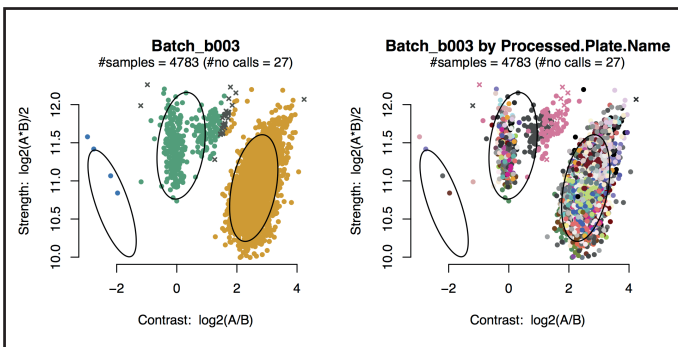 Batch_b003
#samples = 4783 (#no calls = 27)
Strength: log2(A*B)/2
12.0
11.5
11.0
10.5
10.0
−2
0
2
4
Contrast: log2(A/B)
Batch_b003 by Processed.Plate.Name
#samples = 4783 (#no calls = 27)
Strength: log2(A*B)/2
12.0
11.5
11.0
10.5
10.0
−2
0
2
4
Contrast: log2(A/B)